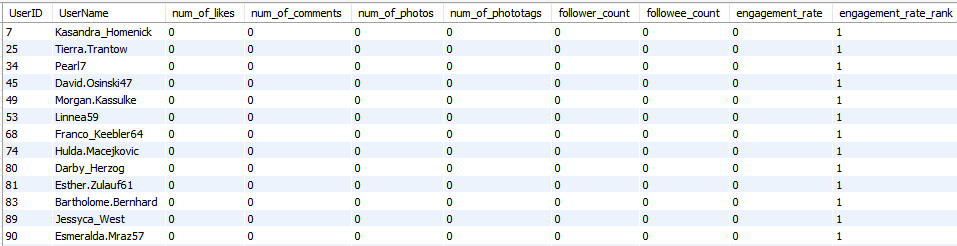 UserID UserName num_of_likes num_of_comments num_of_photos num_of_phototags follower_count followee_count engagement_rate engagement_rate_rank
7 Kasandra_Homenick 0 0 0 0 0 0 0 1
25 Tierra.Trantow 0 0 0 0 0 0 0 1
34 Pearl7 0 0 0 0 0 0 0 1
45 David.Osinski47 0 0 0 0 0 0 0 1
49 Morgan.Kassulke 0 0 0 0 0 0 0 1
53 Linnea59 0 0 0 0 0 0 0 1
68 Franco_Keebler64 0 0 0 0 0 0 0 1
74 Hulda.Macejkovic 0 0 0 0 0 0 0 1
80 Darby_Herzog 0 0 0 0 0 0 0 1
81 Esther.Zulauf61 0 0 0 0 0 0 0 1
83 Bartholome.Bernhard 0 0 0 0 0 0 0 1
89 Jessyca_West 0 0 0 0 0 0 0 1
90 Esmeralda.Mraz57 0 0 0 0 0 0 0 1